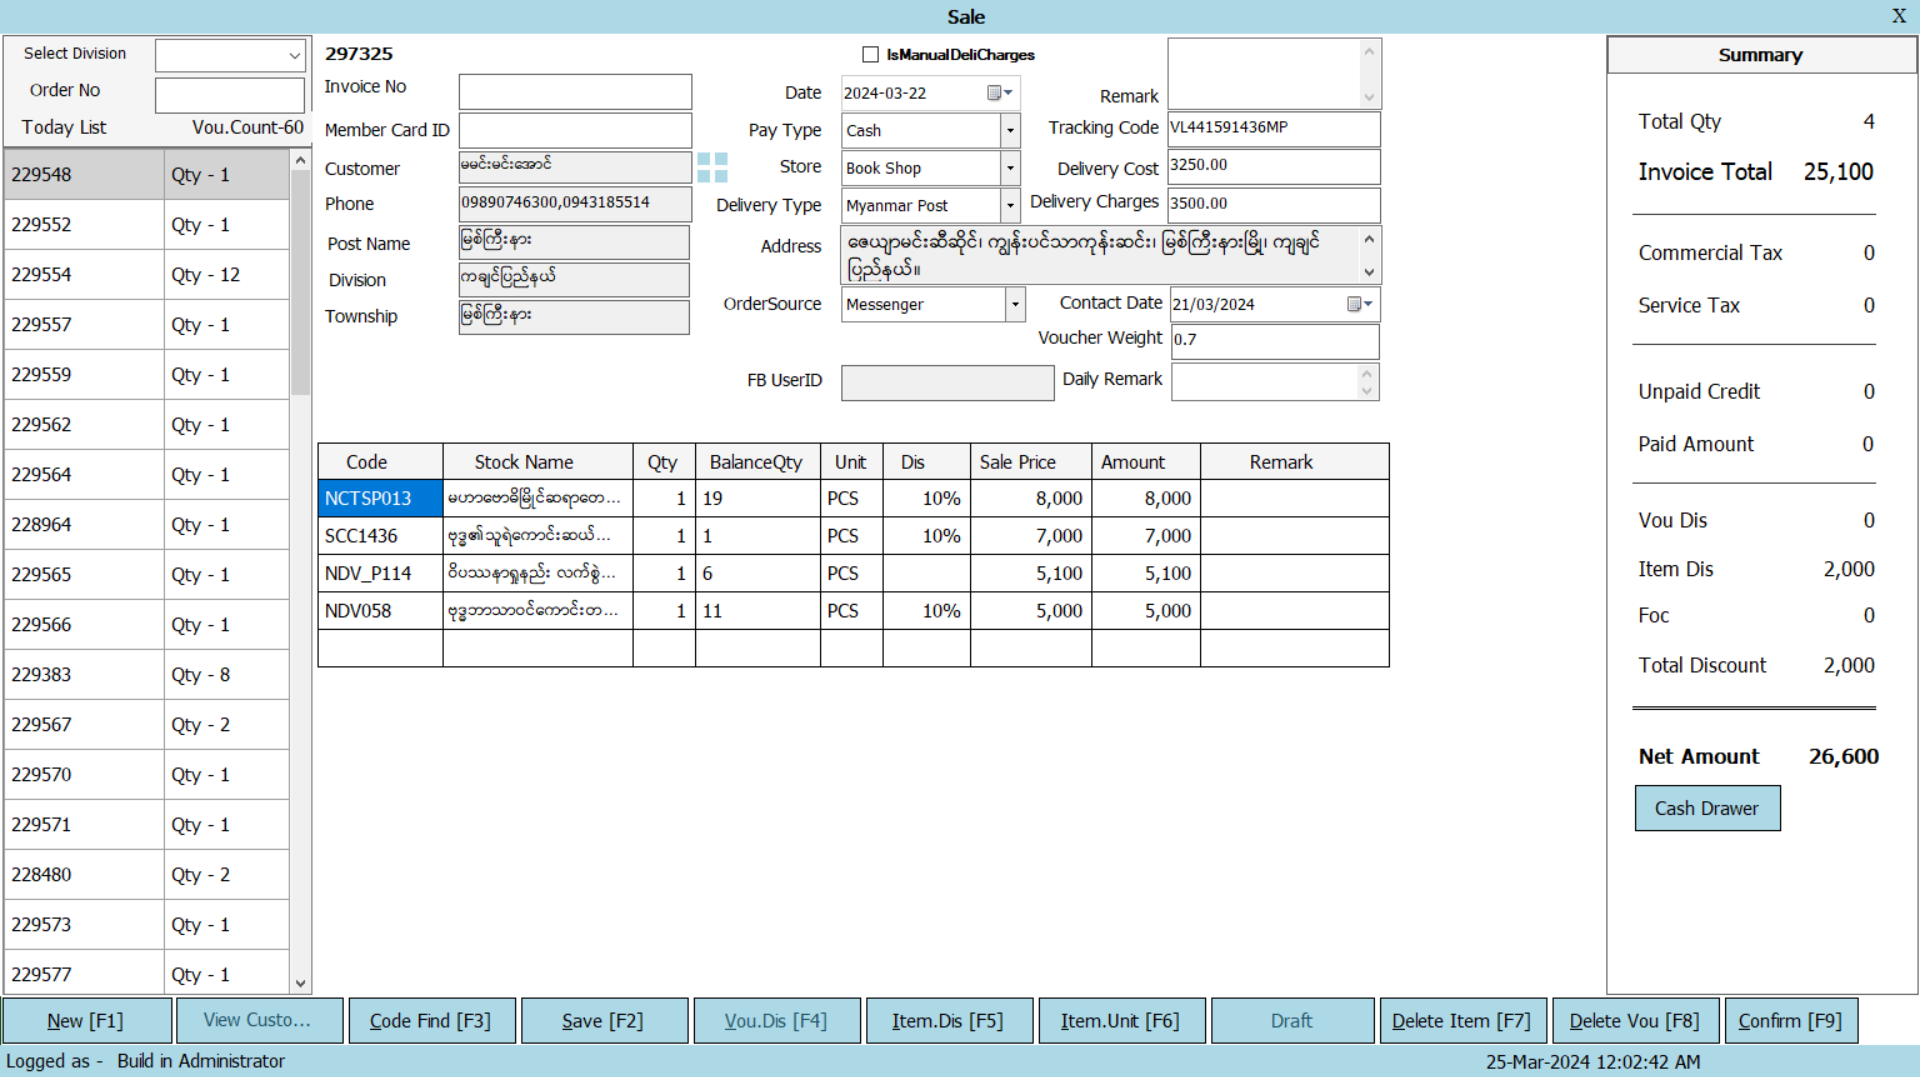 Sale
X
Select Division
Order No
Today List Vou.Count-60
229548 Qty - 1
229552 Qty - 1
229554 Qty - 12
229557 Qty - 1
229559 Qty - 1
229562 Qty - 1
229564 Qty - 1
228964 Qty - 1
229565 Qty - 1
229566 Qty - 1
229383 Qty - 8
229567 Qty - 2
229570 Qty - 1
229571 Qty - 1
228480 Qty - 2
229573 Qty - 1
229577 Qty - 1
297325
Invoice No
Member Card ID
Customer မမင်းမင်းအောင်
Phone 09890746300,0943185514
Post Name မြစ်ကြီးနား
Division ကချင်ပြည်နယ်
Township မြစ်ကြီးနား
IsManualDeliCharges
Date 2024-03-22
Pay Type Cash
Store Book Shop
Delivery Type Myanmar Post
Remark
Tracking Code VL441591436MP
Delivery Cost 3250.00
Delivery Charges 3500.00
Address ဇေယျာမင်းဆီဆိုင်၊ ကျွန်းပင်သာကုန်းဆင်း၊ မြစ်ကြီးနားမြို့၊ ကျချင်
ပြည်နယ်။
OrderSource Messenger
Contact Date 21/03/2024
Voucher Weight 0.7
FB UserID
Daily Remark
Code Stock Name Qty BalanceQty Unit Dis Sale Price Amount Remark
NCTSP013 မဟာဗောဓိမြိုင်ဆရာတေ... 1 19 PCS 10% 8,000 8,000
SCC1436 ဗုဒ္ဓ၏သူရဲကောင်းဆယ်... 1 1 PCS 10% 7,000 7,000
NDV_P114 ဝိပဿနာရှုနည်း လက်စွဲ... 1 6 PCS 5,100 5,100
NDV058 ဗုဒ္ဓဘာသာဝင်ကောင်းတ... 1 11 PCS 10% 5,000 5,000
Summary
Total Qty 4
Invoice Total 25,100
Commercial Tax 0
Service Tax 0
Unpaid Credit 0
Paid Amount 0
Vou Dis 0
Item Dis 2,000
Foc 0
Total Discount 2,000
Net Amount 26,600
Cash Drawer
New [F1]
View Custo...
Code Find [F3]
Save [F2]
Vou.Dis [F4]
Item.Dis [F5]
Item.Unit [F6]
Draft
Delete Item [F7]
Delete Vou [F8]
Confirm [F9]
Logged as - Build in Administrator
25-Mar-2024 12:02:42 AM